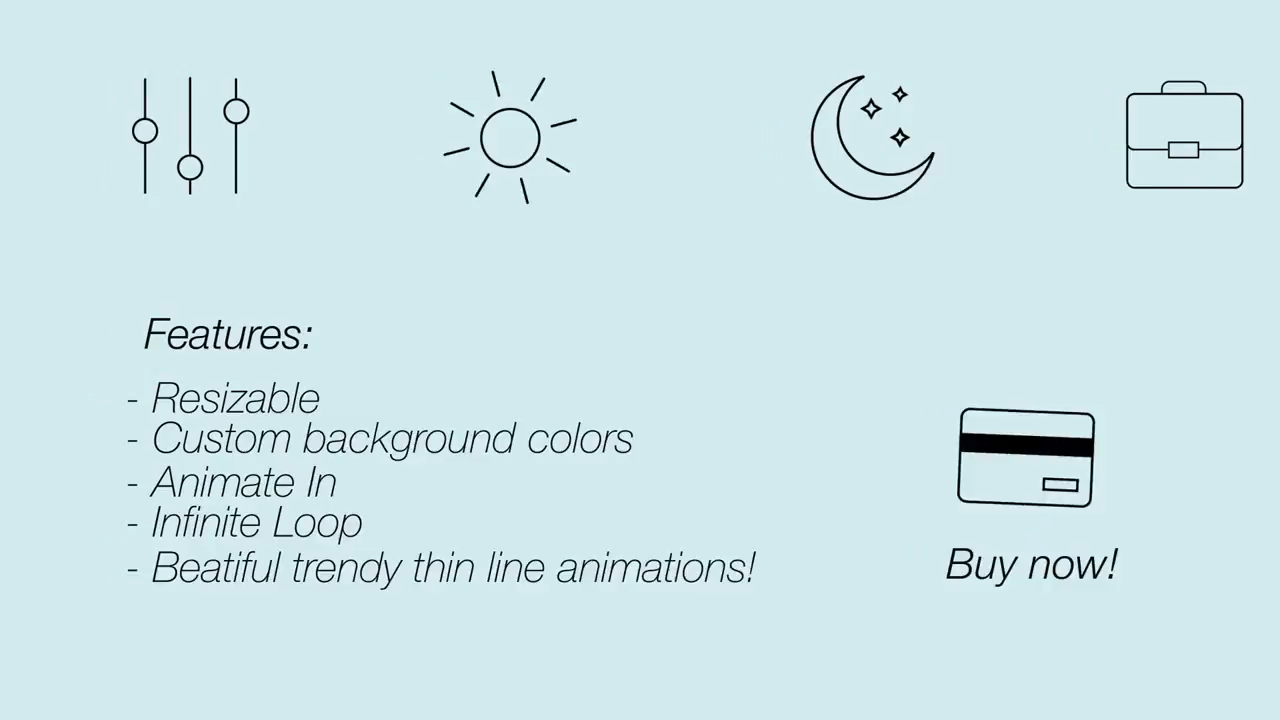 Features:
- Resizable
- Custom background colors
- Animate In
- Infinite Loop
- Beatiful trendy thin line animations!
Buy now!